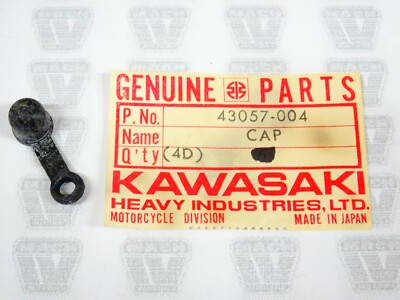 GENUINE PARTS
P. No. 43057-004
Name CAP
Q'ty (4D)
KAWASAKI
HEAVY INDUSTRIES, LTD.
MOTORCYCLE DIVISION MADE IN JAPAN